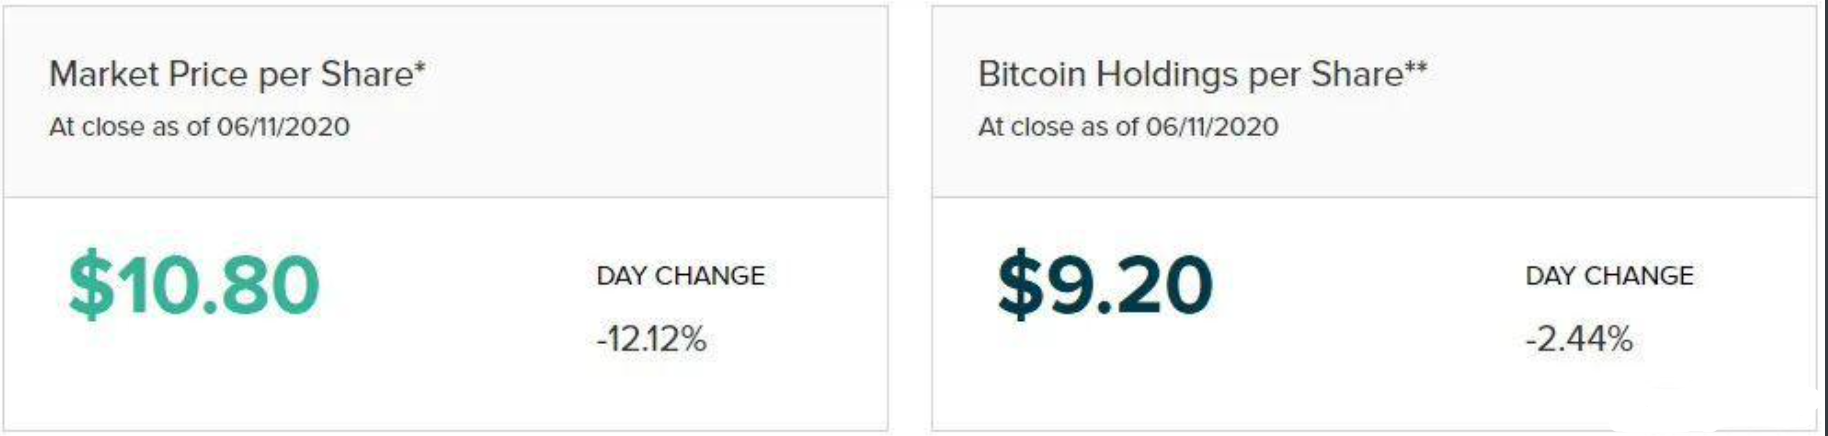 Market Price per Share*
At close as of 06/11/2020
$10.80
DAY CHANGE
-12.12%
Bitcoin Holdings per Share**
At close as of 06/11/2020
$9.20
DAY CHANGE
-2.44%